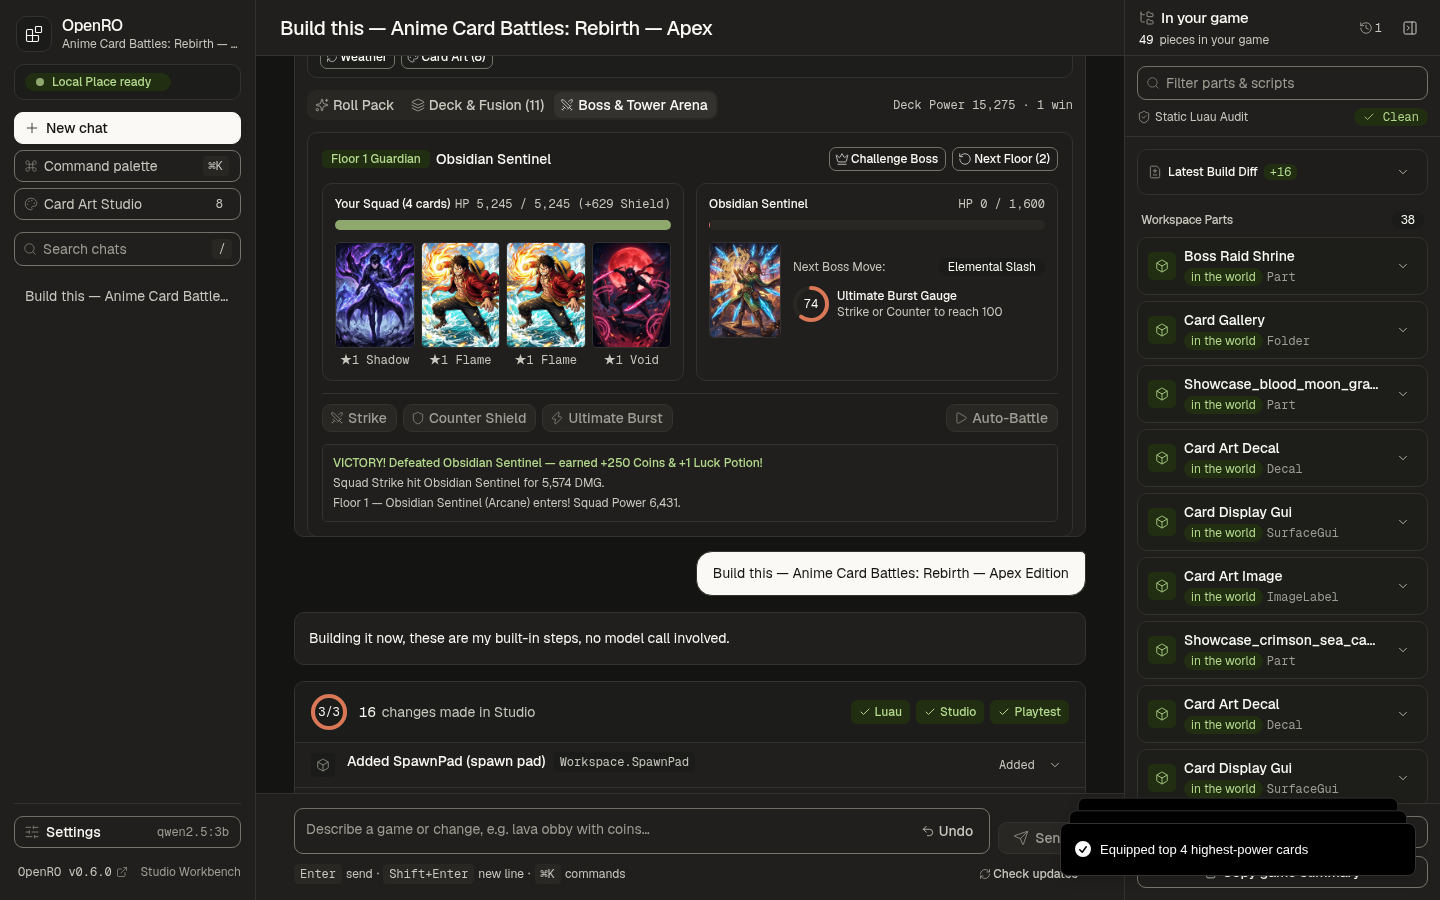 OpenRO
Anime Card Battles: Rebirth — ...
Local Place ready
New chat
Command palette ⌘K
Card Art Studio 8
Search chats /
Build this — Anime Card Battle...
Settings qwen2.5:3b
OpenRO v0.6.0 Studio Workbench
Build this — Anime Card Battles: Rebirth — Apex
Weather Card Art (6)
Roll Pack Deck & Fusion (11) Boss & Tower Arena Deck Power 15,275 · 1 win
Floor 1 Guardian Obsidian Sentinel Challenge Boss Next Floor (2)
Your Squad (4 cards) HP 5,245 / 5,245 (+629 Shield)
★1 Shadow ★1 Flame ★1 Flame ★1 Void
Obsidian Sentinel HP 0 / 1,600
Next Boss Move: Elemental Slash
74 Ultimate Burst Gauge
Strike or Counter to reach 100
Strike Counter Shield Ultimate Burst Auto-Battle
VICTORY! Defeated Obsidian Sentinel — earned +250 Coins & +1 Luck Potion!
Squad Strike hit Obsidian Sentinel for 5,574 DMG.
Floor 1 — Obsidian Sentinel (Arcane) enters! Squad Power 6,431.
Build this — Anime Card Battles: Rebirth — Apex Edition
Building it now, these are my built-in steps, no model call involved.
3/3 16 changes made in Studio Luau Studio Playtest
Added SpawnPad (spawn pad) Workspace.SpawnPad Added
Describe a game or change, e.g. lava obby with coins... Undo
Sen
Enter send · Shift+Enter new line · ⌘K commands Check updates
In your game 1
49 pieces in your game
Filter parts & scripts
Static Luau Audit Clean
Latest Build Diff +16
Workspace Parts 38
Boss Raid Shrine
in the world Part
Card Gallery
in the world Folder
Showcase_blood_moon_gra...
in the world Part
Card Art Decal
in the world Decal
Card Display Gui
in the world SurfaceGui
Card Art Image
in the world ImageLabel
Showcase_crimson_sea_ca...
in the world Part
Card Art Decal
in the world Decal
Card Display Gui
in the world SurfaceGui
Equipped top 4 highest-power cards